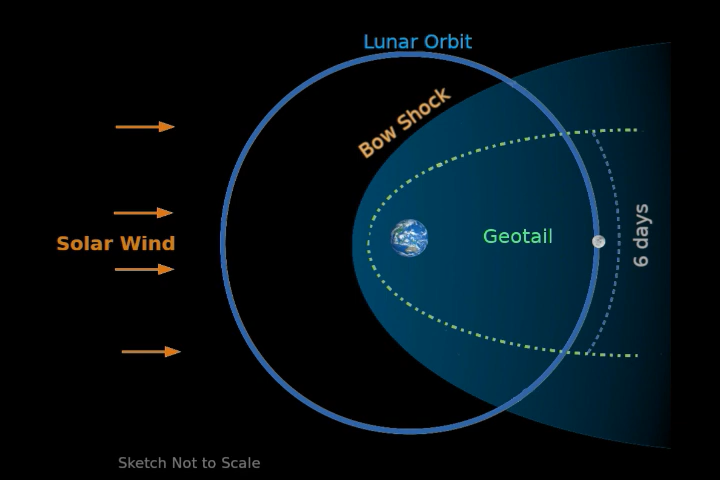 Lunar Orbit
Bow Shock
Solar Wind
Geotail
6 days
Sketch Not to Scale